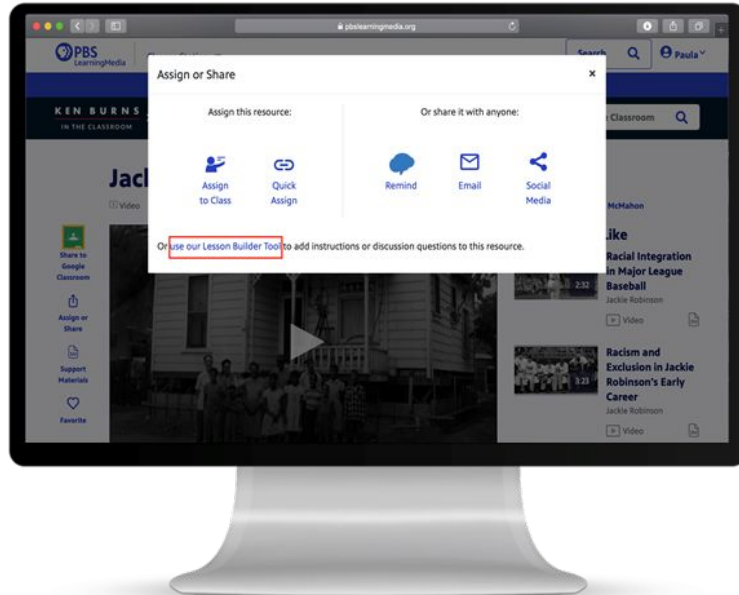 pbslearningmedia.org
PBS
LearningMedia
Search
Paula
Assign or Share
×
KEN BURNS
IN THE CLASSROOM
Classroom
Assign this resource:
Or share it with anyone:
Assign
to Class
Quick
Assign
Remind
Email
Social
Media
Or use our Lesson Builder Tool to add instructions or discussion questions to this resource.
Jac
Video
McMahon
Share to
Google
Classroom
Assign or
Share
Support
Materials
Favorite
like
2:32
Racial Integration
in Major League
Baseball
Jackie Robinson
Video
3:23
Racism and
Exclusion in Jackie
Robinson's Early
Career
Jackie Robinson
Video